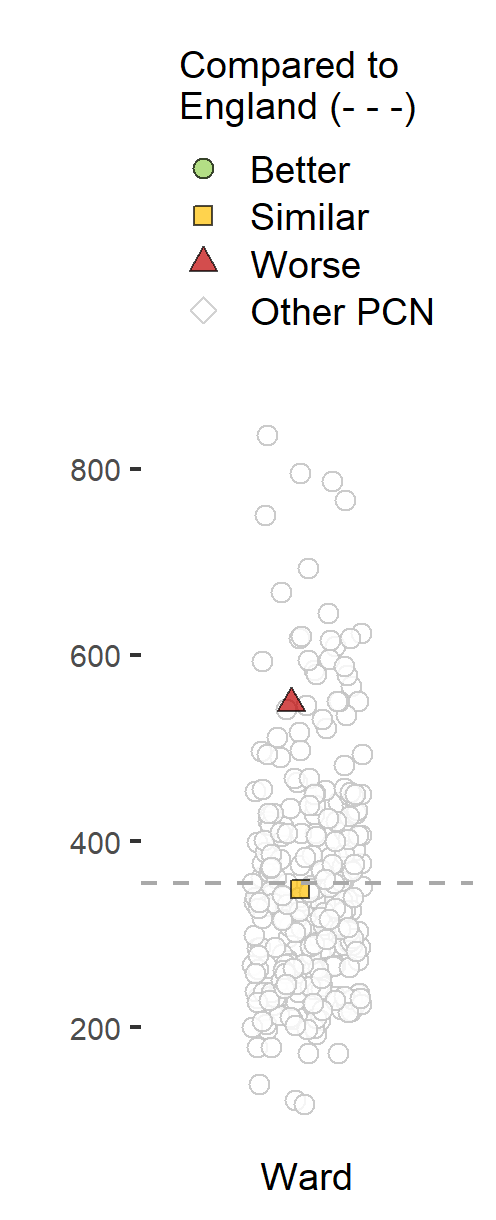 Compared to
England (- - -)
Better
Similar
Worse
Other PCN
800
600
400
200
Ward